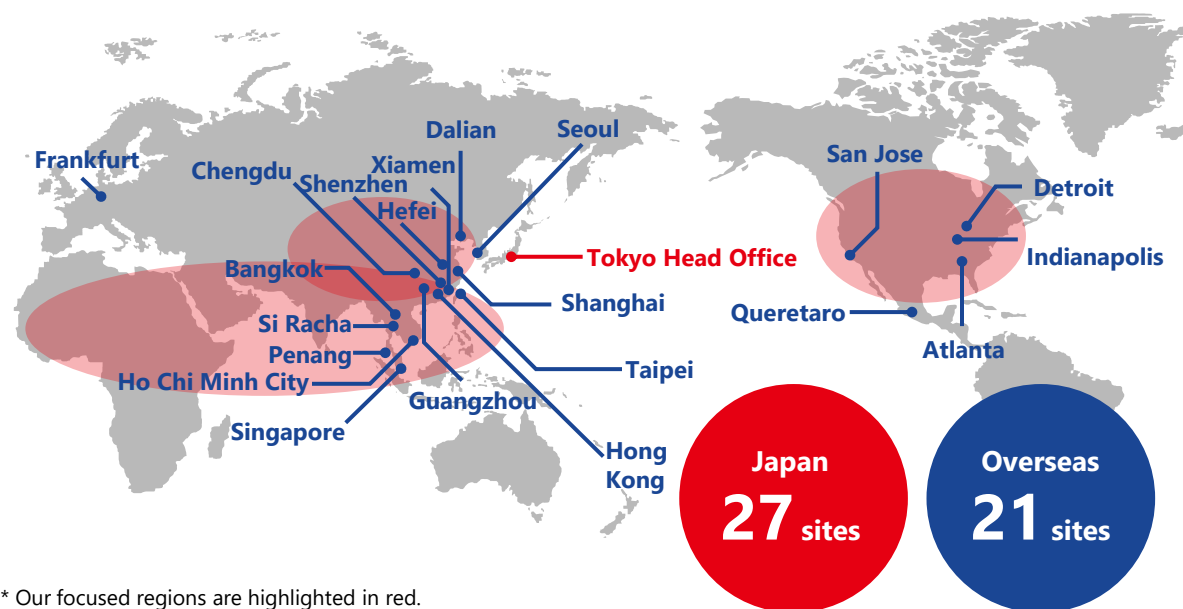 Dalian
Seoul
Frankfurt
Chengdu
Xiamen
Shenzhen
Hefei
San Jose
Detroit
Tokyo Head Office
Indianapolis
Bangkok
Shanghai
Queretaro
Si Racha
Penang
Atlanta
Taipei
Ho Chi Minh City
Guangzhou
Singapore
Hong
Kong
Japan
27 sites
Overseas
21 sites
* Our focused regions are highlighted in red.